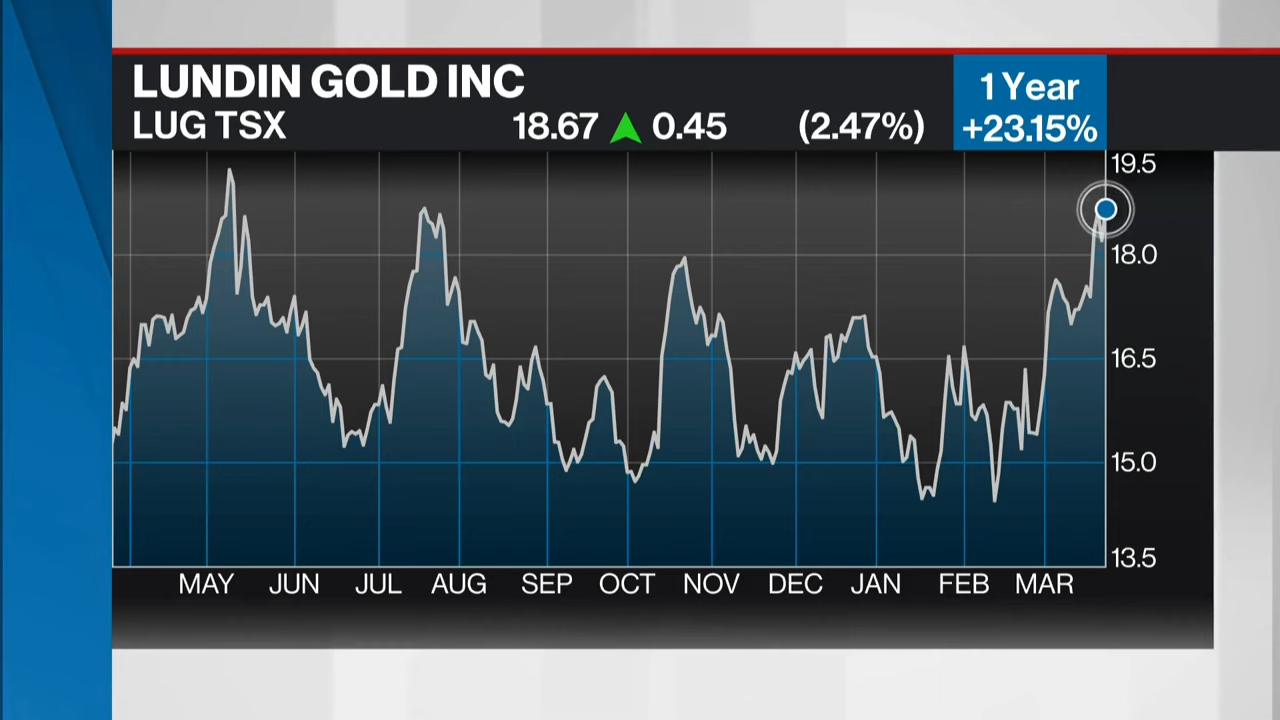 LUNDIN GOLD INC
LUG TSX 18.67 0.45 (2.47%)
1 Year
+23.15%
19.5
18.0
16.5
15.0
13.5
MAY JUN JUL AUG SEP OCT NOV DEC JAN FEB MAR